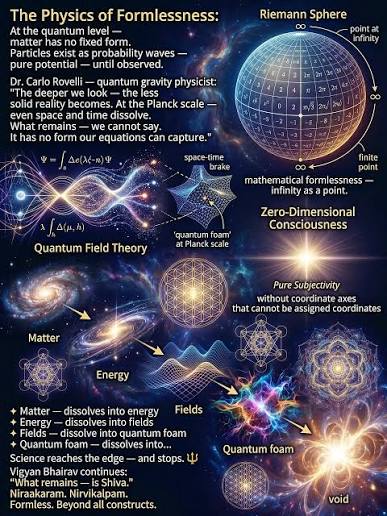 The Physics of Formlessness:
At the quantum level —
matter has no fixed form.
Particles exist as probability waves —
pure potential — until observed.
Dr. Carlo Rovelli — quantum gravity physicist:
"The deeper we look — the less
solid reality becomes. At the Planck scale —
even space and time dissolve.
What remains — we cannot say.
It has no form our equations can capture."
Riemann Sphere
∞
point at
infinity
∞
finite
point
mathematical formlessness —
infinity as a point.
space-time
brake
'quantum foam'
at Planck scale
Quantum Field Theory
Zero-Dimensional
Consciousness
Pure Subjectivity
without coordinate axes
that cannot be assigned coordinates
Matter
Energy
Fields
Quantum foam
void
✦ Matter — dissolves into energy
✦ Energy — dissolves into fields
✦ Fields — dissolve into quantum foam
✦ Quantum foam — dissolves into...
Science reaches the edge — and stops. 🔱
Vigyan Bhairav continues:
"What remains — is Shiva."
Niraakaram. Nirvikalpam.
Formless. Beyond all constructs.